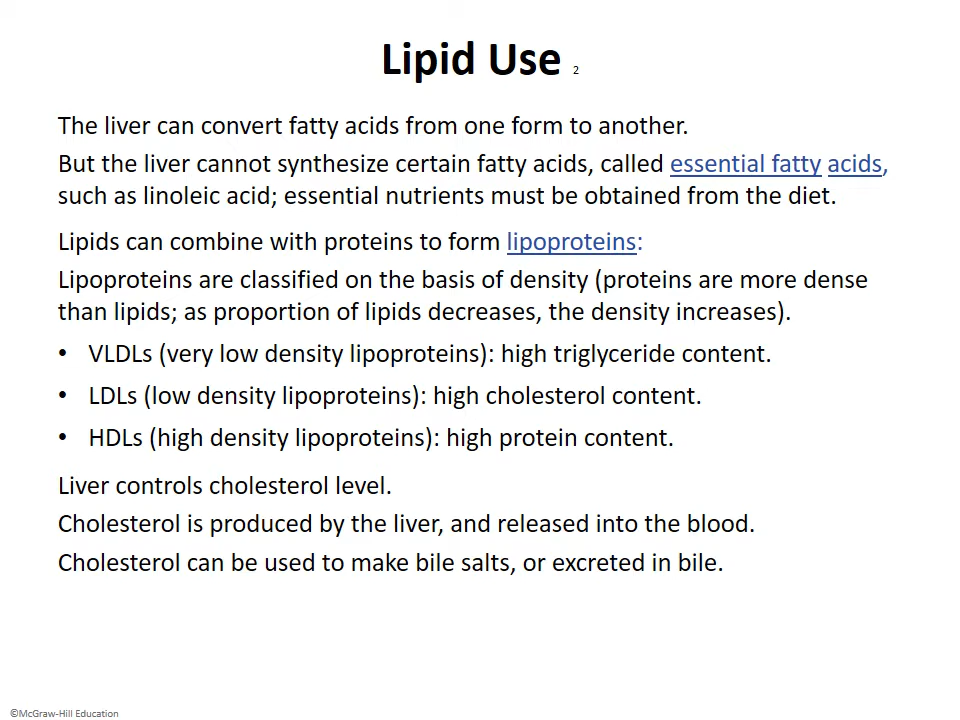 Lipid Use 2
The liver can convert fatty acids from one form to another.
But the liver cannot synthesize certain fatty acids, called essential fatty acids,
such as linoleic acid; essential nutrients must be obtained from the diet.
Lipids can combine with proteins to form lipoproteins:
Lipoproteins are classified on the basis of density (proteins are more dense
than lipids; as proportion of lipids decreases, the density increases).
• VLDLs (very low density lipoproteins): high triglyceride content.
• LDLs (low density lipoproteins): high cholesterol content.
• HDLs (high density lipoproteins): high protein content.
Liver controls cholesterol level.
Cholesterol is produced by the liver, and released into the blood.
Cholesterol can be used to make bile salts, or excreted in bile.
©McGraw-Hill Education